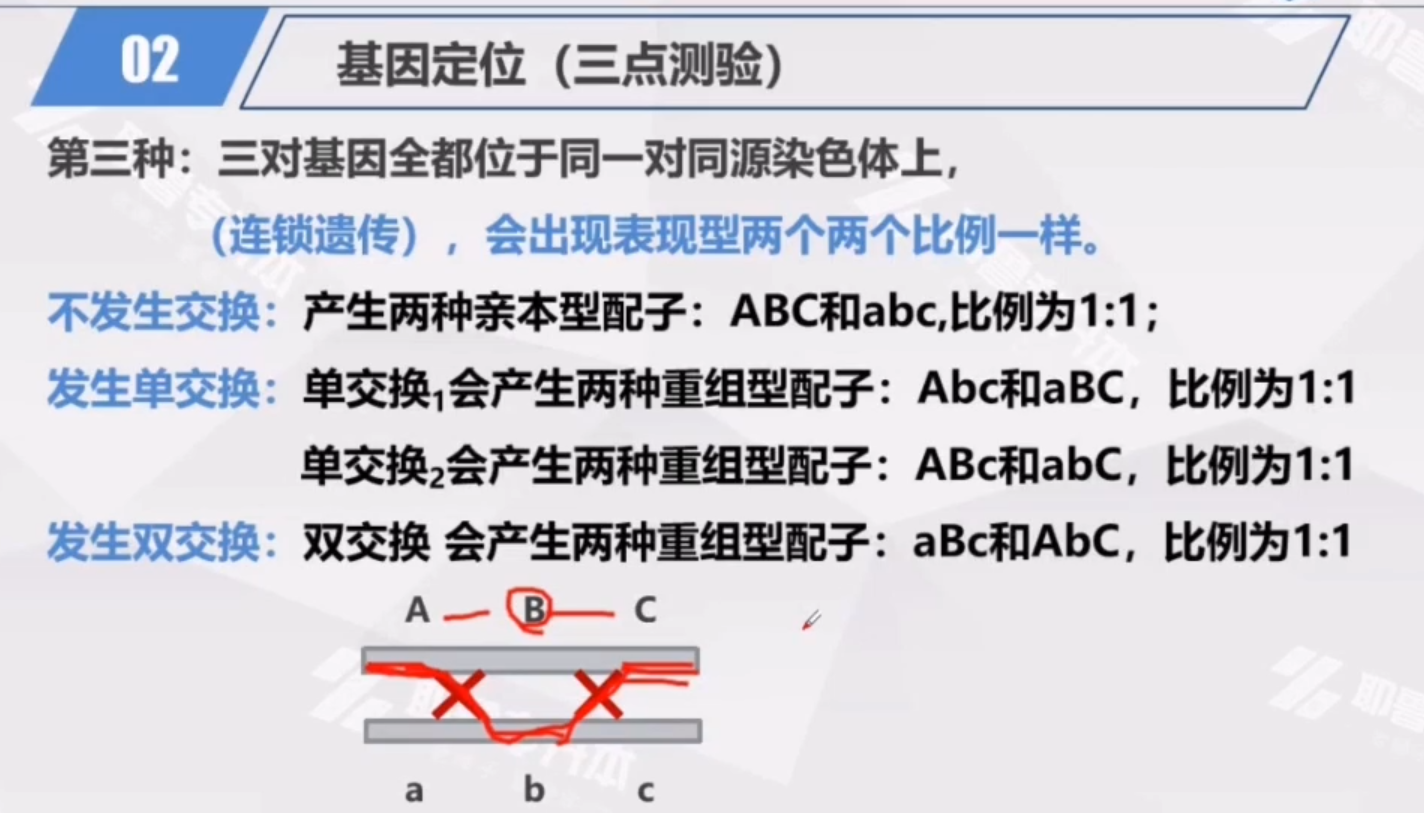 02
基因定位（三点测验）
第三种：三对基因全都位于同一对同源染色体上，
（连锁遗传），会出现表现型两个两个比例一样。
不发生交换：产生两种亲本型配子：ABC和abc,比例为1:1；
发生单交换：单交换₁会产生两种重组型配子：Abc和aBC，比例为1:1
单交换₂会产生两种重组型配子：ABc和abC，比例为1:1
发生双交换：双交换 会产生两种重组型配子：aBc和AbC，比例为1:1
A B C
a b c